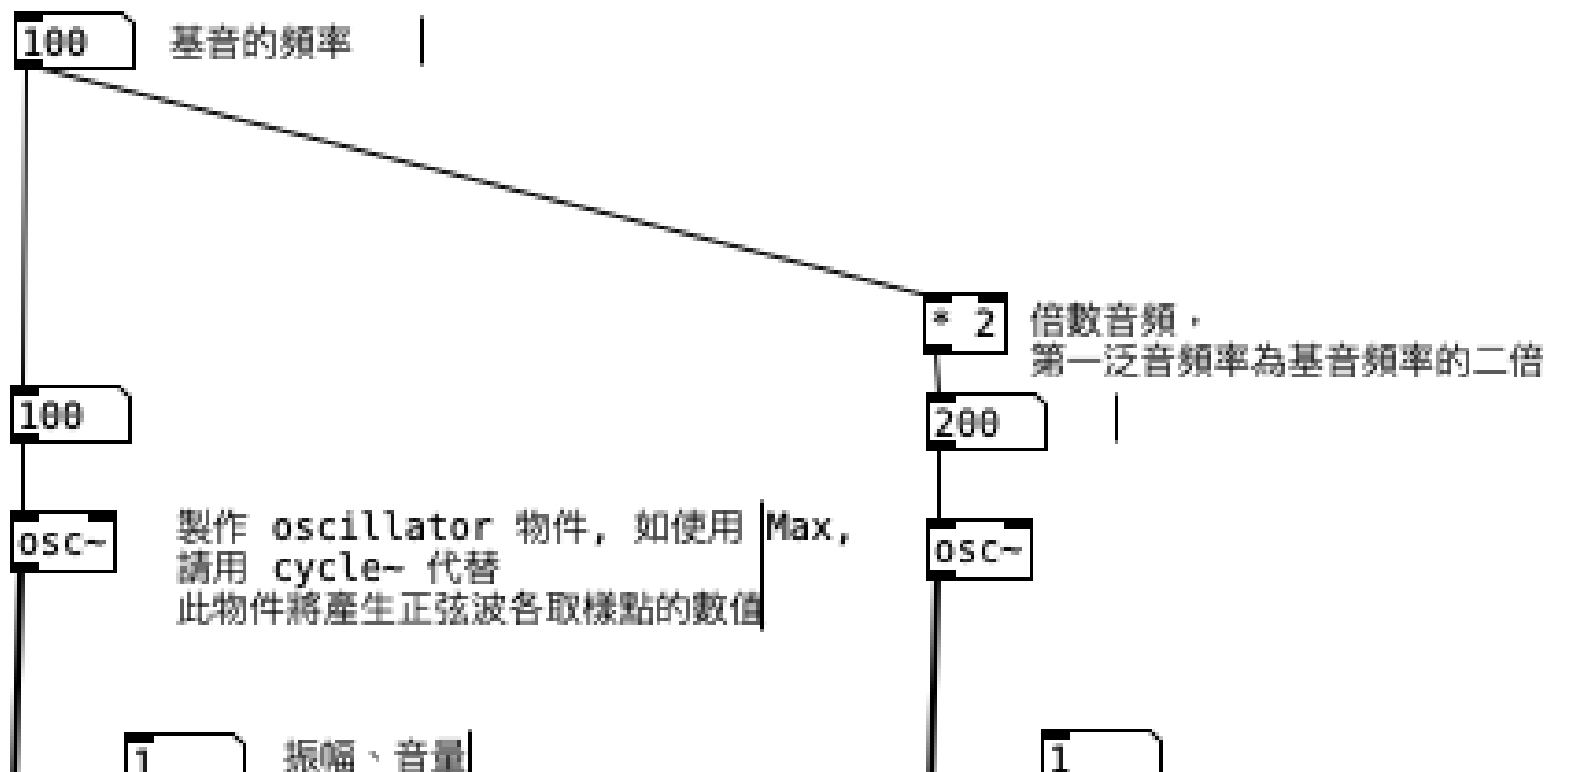 100
基音的頻率
* 2
倍數音頻，
第一泛音頻率為基音頻率的二倍
100
200
osc~
製作 oscillator 物件, 如使用 Max,
請用 cycle~ 代替
此物件將產生正弦波各取樣點的數值
osc~
1
振幅、音量
1